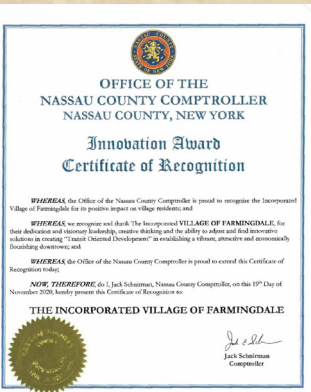 OFFICE OF THE
NASSAU COUNTY COMPTROLLER
NASSAU COUNTY, NEW YORK
Innovation Award
Certificate of Recognition
WHEREAS, the Office of the Nassau County Comptroller is proud to recognize the Incorporated
Village of Farmingdale for its positive impact on village residents; and
WHEREAS, we recognize and thank The Incorporated VILLAGE OF FARMINGDALE, for
their dedication and visionary leadership, creative thinking and the ability to adjust and find innovative
solutions in creating "Transit Oriented Development" in establishing a vibrant, attractive and economically
flourishing downtown; and
WHEREAS, the Office of the Nassau County Comptroller is proud to extend this Certificate of
Recognition today;
NOW, THEREFORE, do I, Jack Schnirman, Nassau County Comptroller, on this 19th Day of
November 2020, hereby present this Certificate of Recognition to:
THE INCORPORATED VILLAGE OF FARMINGDALE
Jack Schnirman
Comptroller